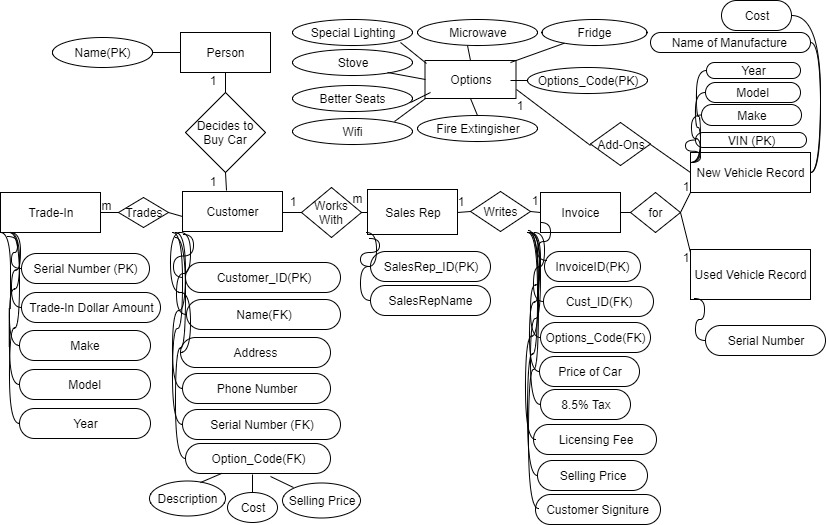 Cost
Special Lighting
Microwave
Fridge
Name of Manufacture
Name(PK)
Person
Stove
Options
Options_Code(PK)
Year
Model
1
Better Seats
1
Make
Decides to
Buy Car
Wifi
Fire Extingisher
Add-Ons
VIN (PK)
New Vehicle Record
1
1
Trade-In
m
Trades
Customer
1
Works
With
m
Sales Rep
1
Writes
1
Invoice
for
1
Used Vehicle Record
Serial Number (PK)
Customer_ID(PK)
SalesRep_ID(PK)
InvoiceID(PK)
Trade-In Dollar Amount
Name(FK)
SalesRepName
Cust_ID(FK)
Make
Address
Options_Code(FK)
Serial Number
Model
Phone Number
Price of Car
8.5% Tax
Year
Serial Number (FK)
Licensing Fee
Option_Code(FK)
Selling Price
Description
Cost
Selling Price
Customer Signiture